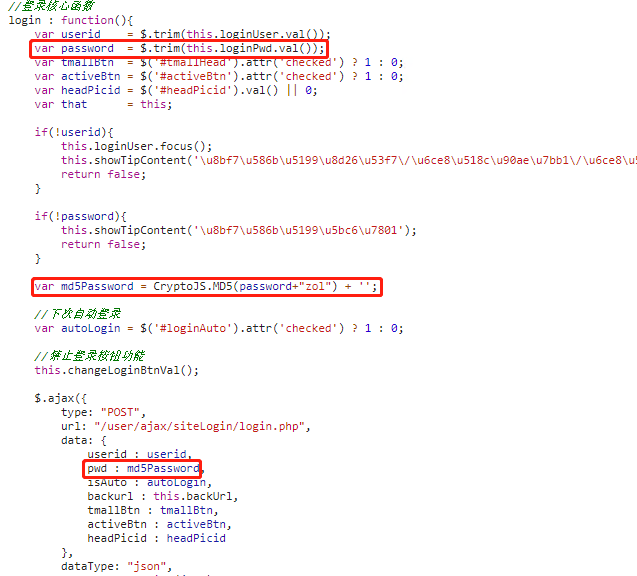 //登录核心函数
login : function(){
var userid = $.trim(this.loginUser.val());
var password = $.trim(this.loginPwd.val());
var tmallBtn = $('#tmallHead').attr('checked') ? 1 : 0;
var activeBtn = $('#activeBtn').attr('checked') ? 1 : 0;
var headPicid = $('#headPicid').val() || 0;
var that = this;
if(!userid){
this.loginUser.focus();
this.showTipContent('\u8bf7\u586b\u5199\u8d26\u53f7\/\u6ce8\u518c\u90ae\u7bb1\/\u6ce8\u5
return false;
}
if(!password){
this.showTipContent('\u8bf7\u586b\u5199\u5bc6\u7801');
return false;
}
var md5Password = CryptoJS.MD5(password+"zol") + '';
//下次自动登录
var autoLogin = $('#loginAuto').attr('checked') ? 1 : 0;
//禁止登录按钮功能
this.changeLoginBtnVal();
$.ajax({
type: "POST",
url: "/user/ajax/siteLogin/login.php",
data: {
userid : userid,
pwd : md5Password,
isAuto : autoLogin,
backurl : this.backUrl,
tmallBtn : tmallBtn,
activeBtn : activeBtn,
headPicid : headPicid
},
dataType: "json",